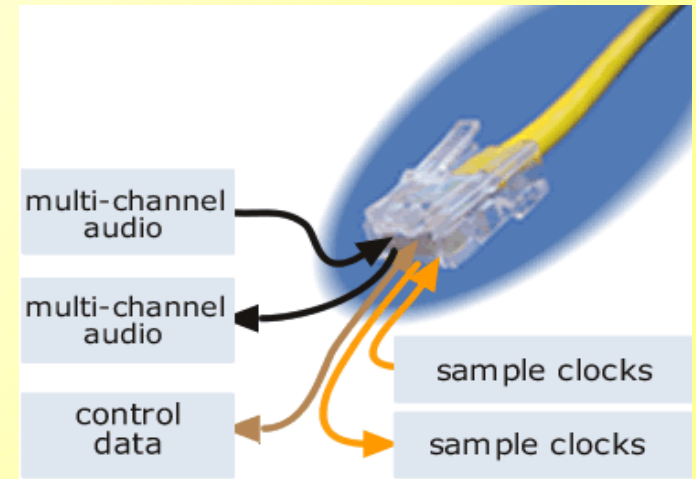 multi-channel
audio
multi-channel
audio
control
data
sample clocks
sample clocks